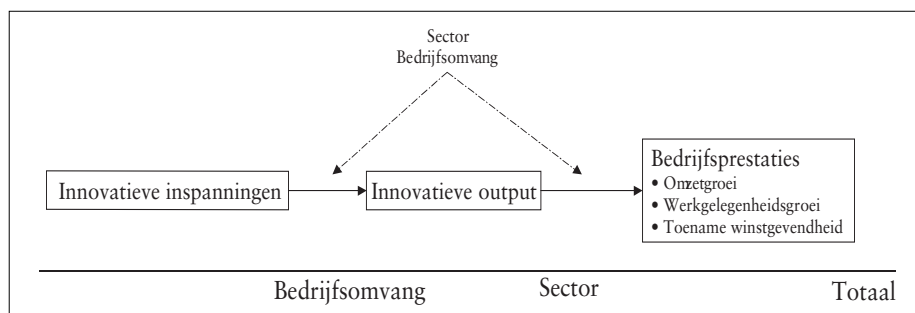 Sector
Bedrijfsomvang
Innovatieve inspanningen
Innovatieve output
Bedrijfsprestaties
• Omzetgroei
• Werkgelegenheidsgroei
• Toename winstgevendheid
Bedrijfsomvang Sector Totaal